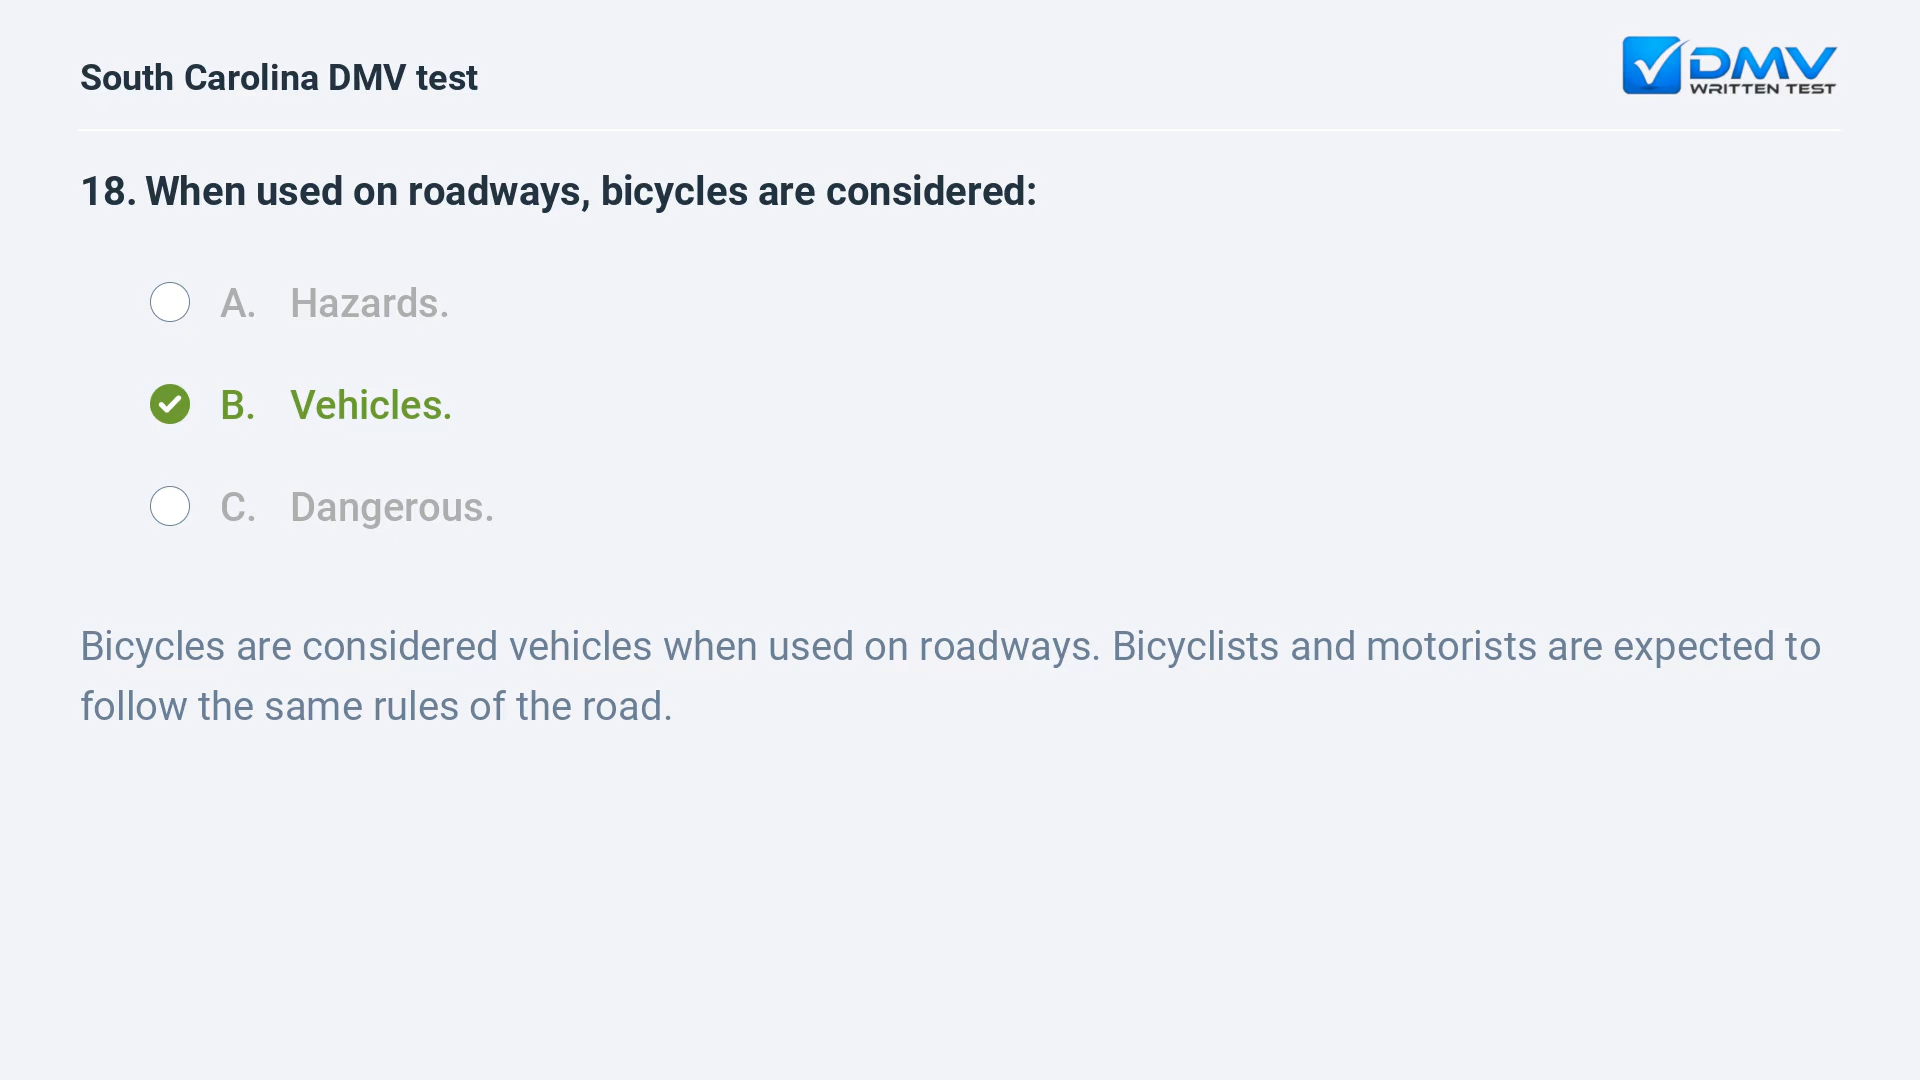 South Carolina DMV test
DMV
WRITTEN TEST
18. When used on roadways, bicycles are considered:
A. Hazards.
B. Vehicles.
C. Dangerous.
Bicycles are considered vehicles when used on roadways. Bicyclists and motorists are expected to
follow the same rules of the road.